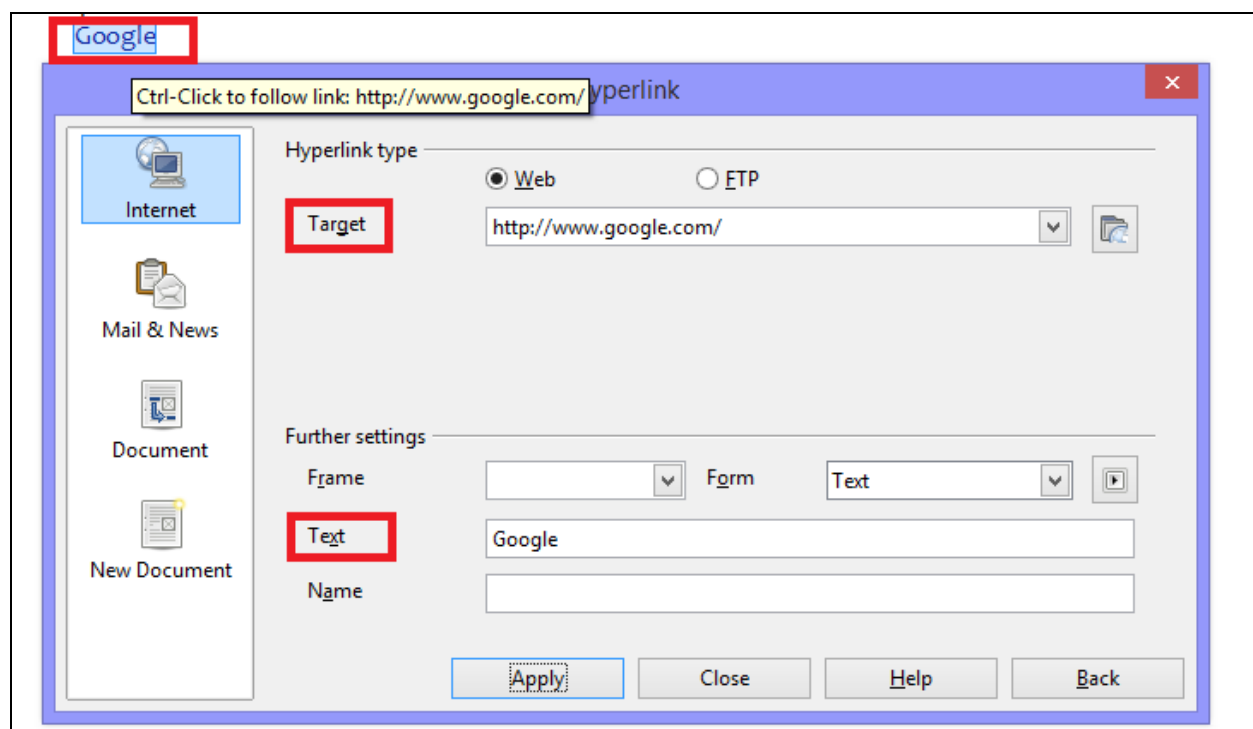 Google
Ctrl-Click to follow link: http://www.google.com/
yperlink
Hyperlink type
Web FTP
Internet
Target http://www.google.com/
Mail & News
Document
Further settings
Frame Form Text
Text Google
New Document
Name
Apply Close Help Back